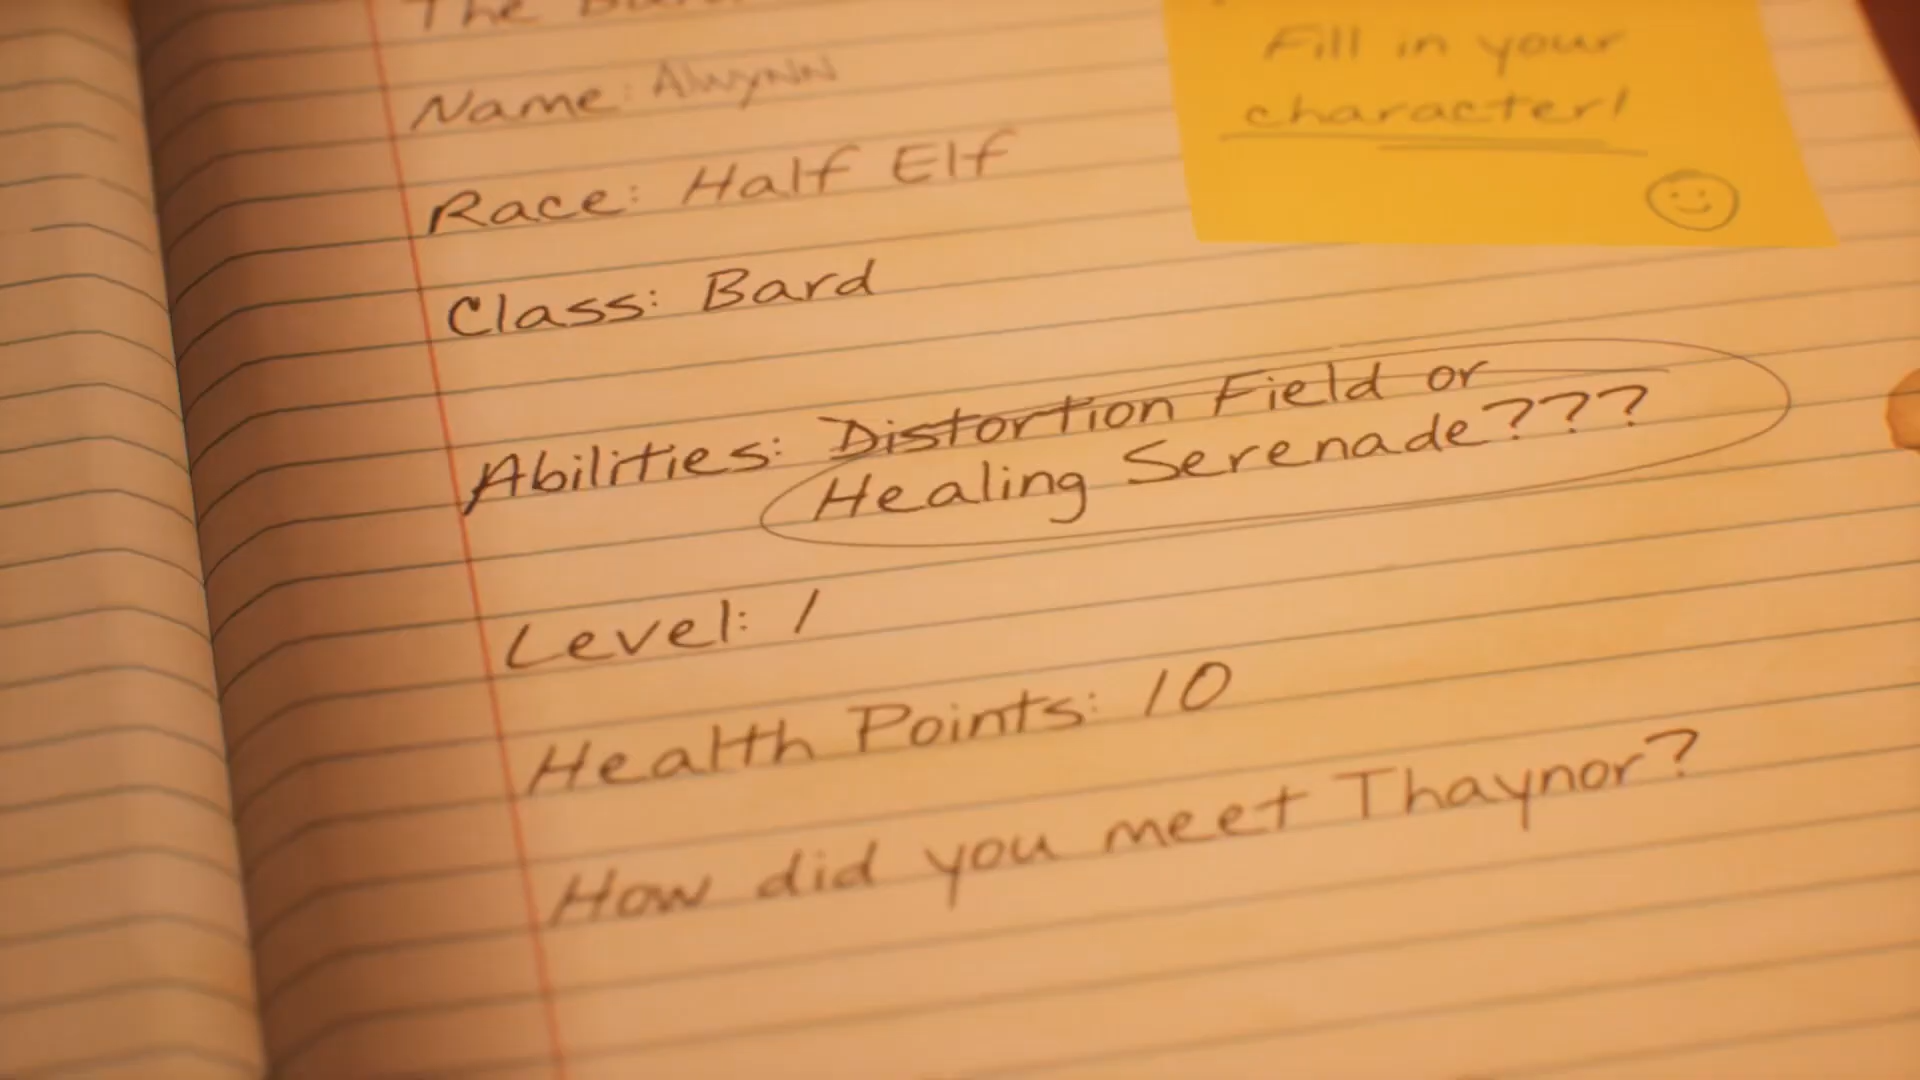 The
Name: Alwynn
Race: Half Elf
Class: Bard
Abilities: Distortion Field or
Healing Serenade???
Level: 1
Health Points: 10
How did you meet Thaynor?
Fill in your
character!